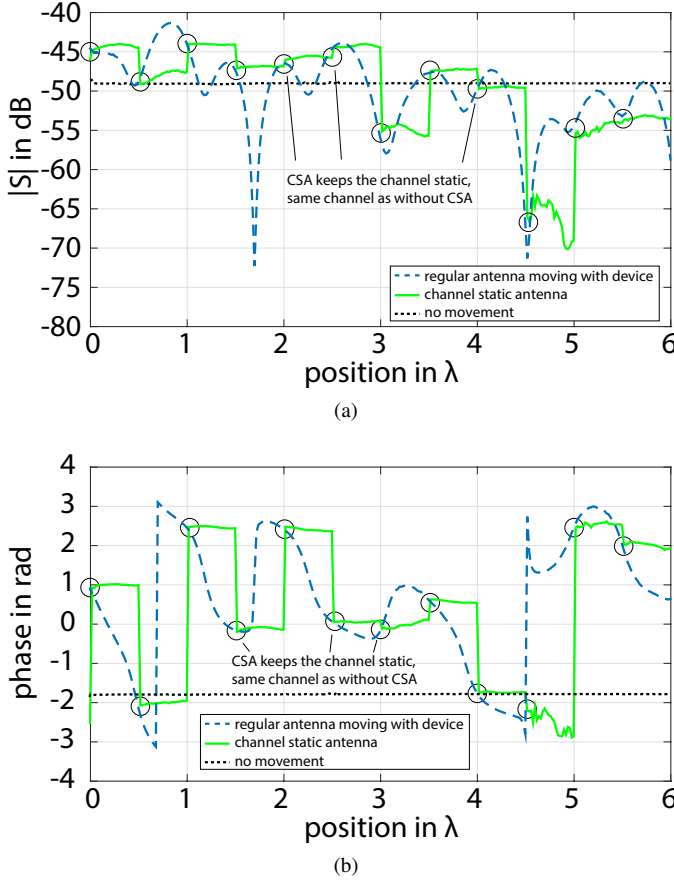 -40
-45
-50
-55
-60
-65
-70
-75
-80
|S| in dB
CSA keeps the channel static,
same channel as without CSA
regular antenna moving with device
channel static antenna
no movement
0 1 2 3 4 5 6
position in λ
(a)
4
3
2
1
0
-1
-2
-3
-4
phase in rad
CSA keeps the channel static,
same channel as without CSA
regular antenna moving with device
channel static antenna
no movement
0 1 2 3 4 5 6
position in λ
(b)